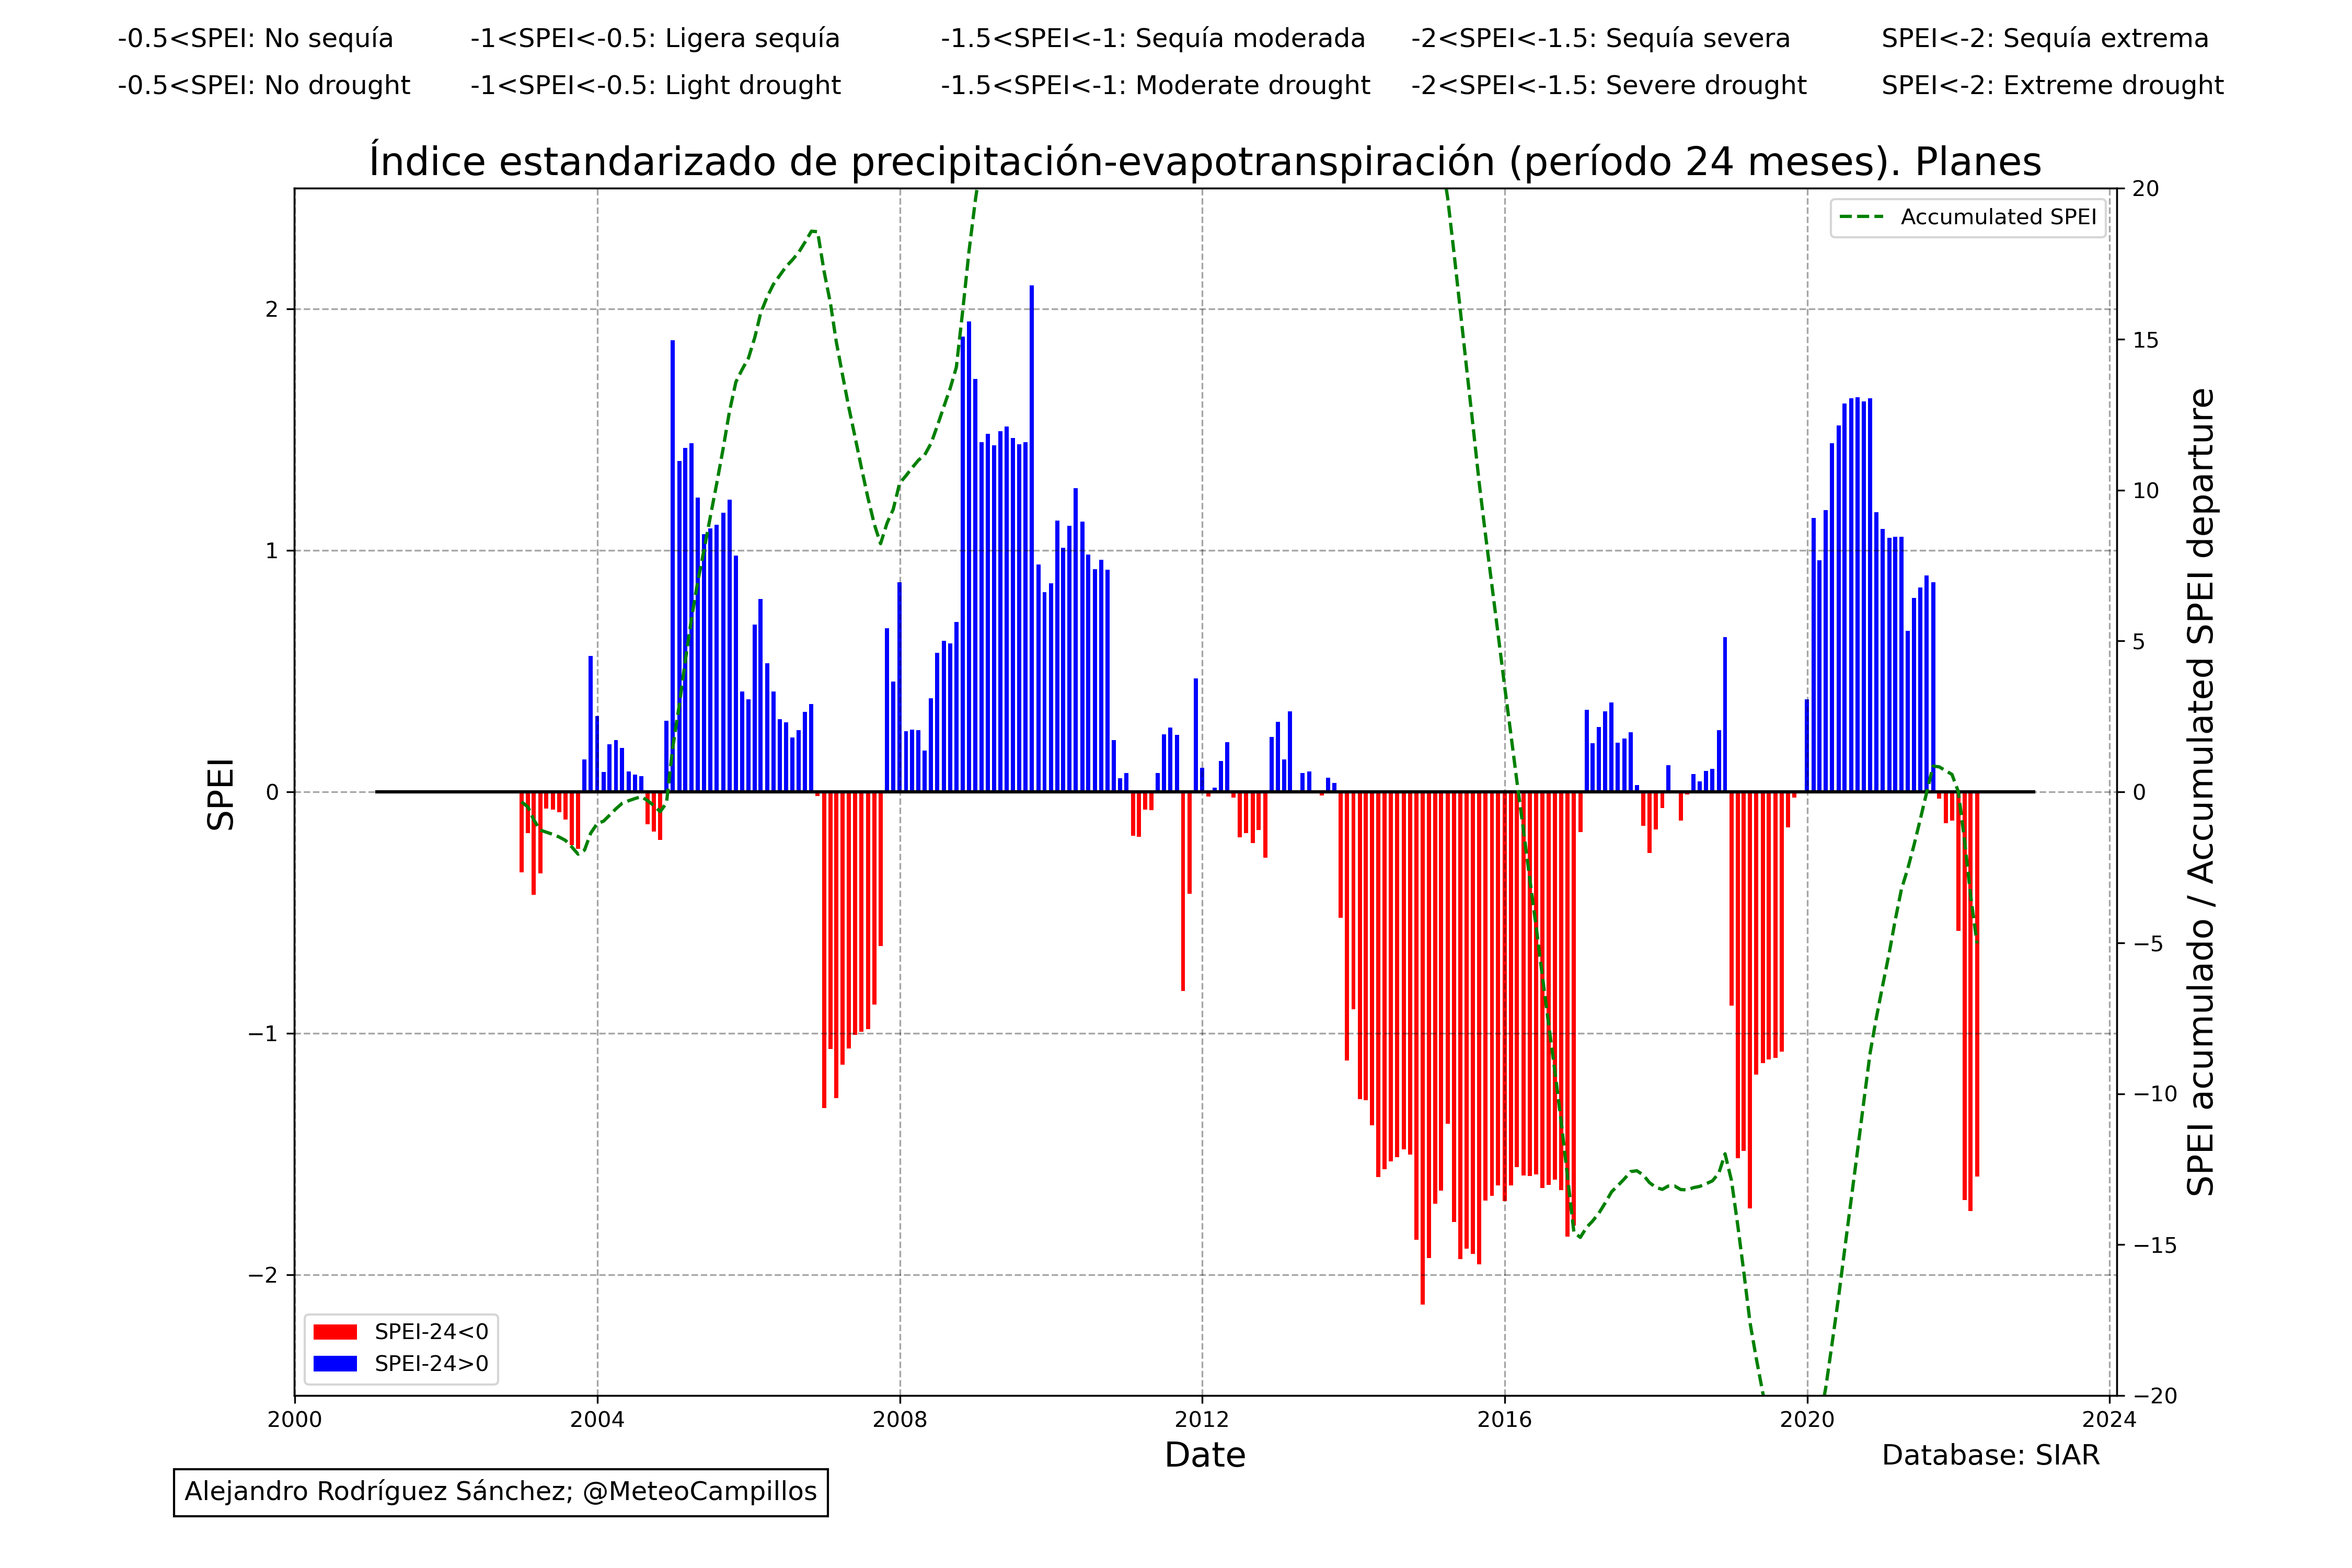 -0.5<SPEI: No sequía -1<SPEI<-0.5: Ligera sequía -1.5<SPEI<-1: Sequía moderada -2<SPEI<-1.5: Sequía severa SPEI<-2: Sequía extrema
-0.5<SPEI: No drought -1<SPEI<-0.5: Light drought -1.5<SPEI<-1: Moderate drought -2<SPEI<-1.5: Severe drought SPEI<-2: Extreme drought
Índice estandarizado de precipitación-evapotranspiración (período 24 meses). Planes
Accumulated SPEI
SPEI
2
1
0
−1
−2
20
15
10
5
0
−5
−10
−15
−20
SPEI acumulado / Accumulated SPEI departure
SPEI-24<0
SPEI-24>0
2000 2004 2008 2012 2016 2020 2024
Date
Database: SIAR
Alejandro Rodríguez Sánchez; @MeteoCampillos